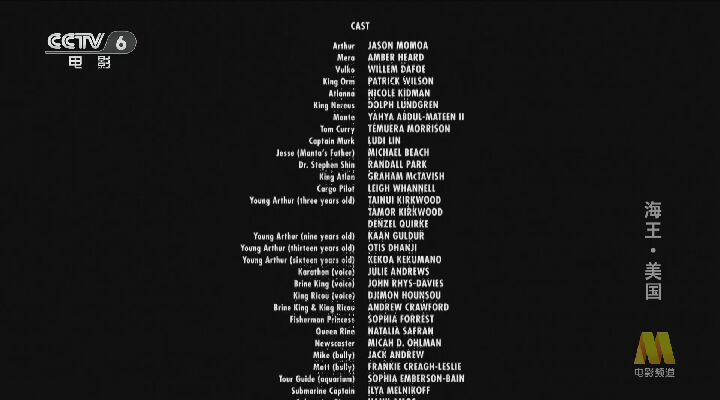 CAST
CCTV 6
电影
Arthur JASON MOMOA
Mera AMBER HEARD
Vulko WILLEM DAFOE
King Orm PATRICK WILSON
Atlanna NICOLE KIDMAN
King Nereus DOLPH LUNDGREN
Manta YAHYA ABDUL-MATEEN II
Tom Curry TEMUERA MORRISON
Captain Murk LUDI LIN
Jesse (Manta's Father) MICHAEL BEACH
Dr. Stephen Shin RANDALL PARK
King Atlan GRAHAM McTAVISH
Cargo Pilot LEIGH WHANNELL
Young Arthur (three years old) TAINUI KIRKWOOD
TAMOR KIRKWOOD
DENZEL QUIRKE
Young Arthur (nine years old) KAAN GULDUR
Young Arthur (thirteen years old) OTIS DHANJI
Young Arthur (sixteen years old) KEKOA KEKUMANO
Karathen (voice) JULIE ANDREWS
Brine King (voice) JOHN RHYS-DAVIES
King Ricou (voice) DJIMON HOUNSOU
Brine King & King Ricou ANDREW CRAWFORD
Fisherman Princess SOPHIA FORREST
Queen Rina NATALIA SAFRAN
Newscaster MICAH D. OHLMAN
Mike (bully) JACK ANDREW
Matt (bully) FRANKIE CREAGH-LESLIE
Tour Guide (aquarium) SOPHIA EMBERSON-BAIN
Submarine Captain ILYA MELNIKOFF
海王·美国
电影频道